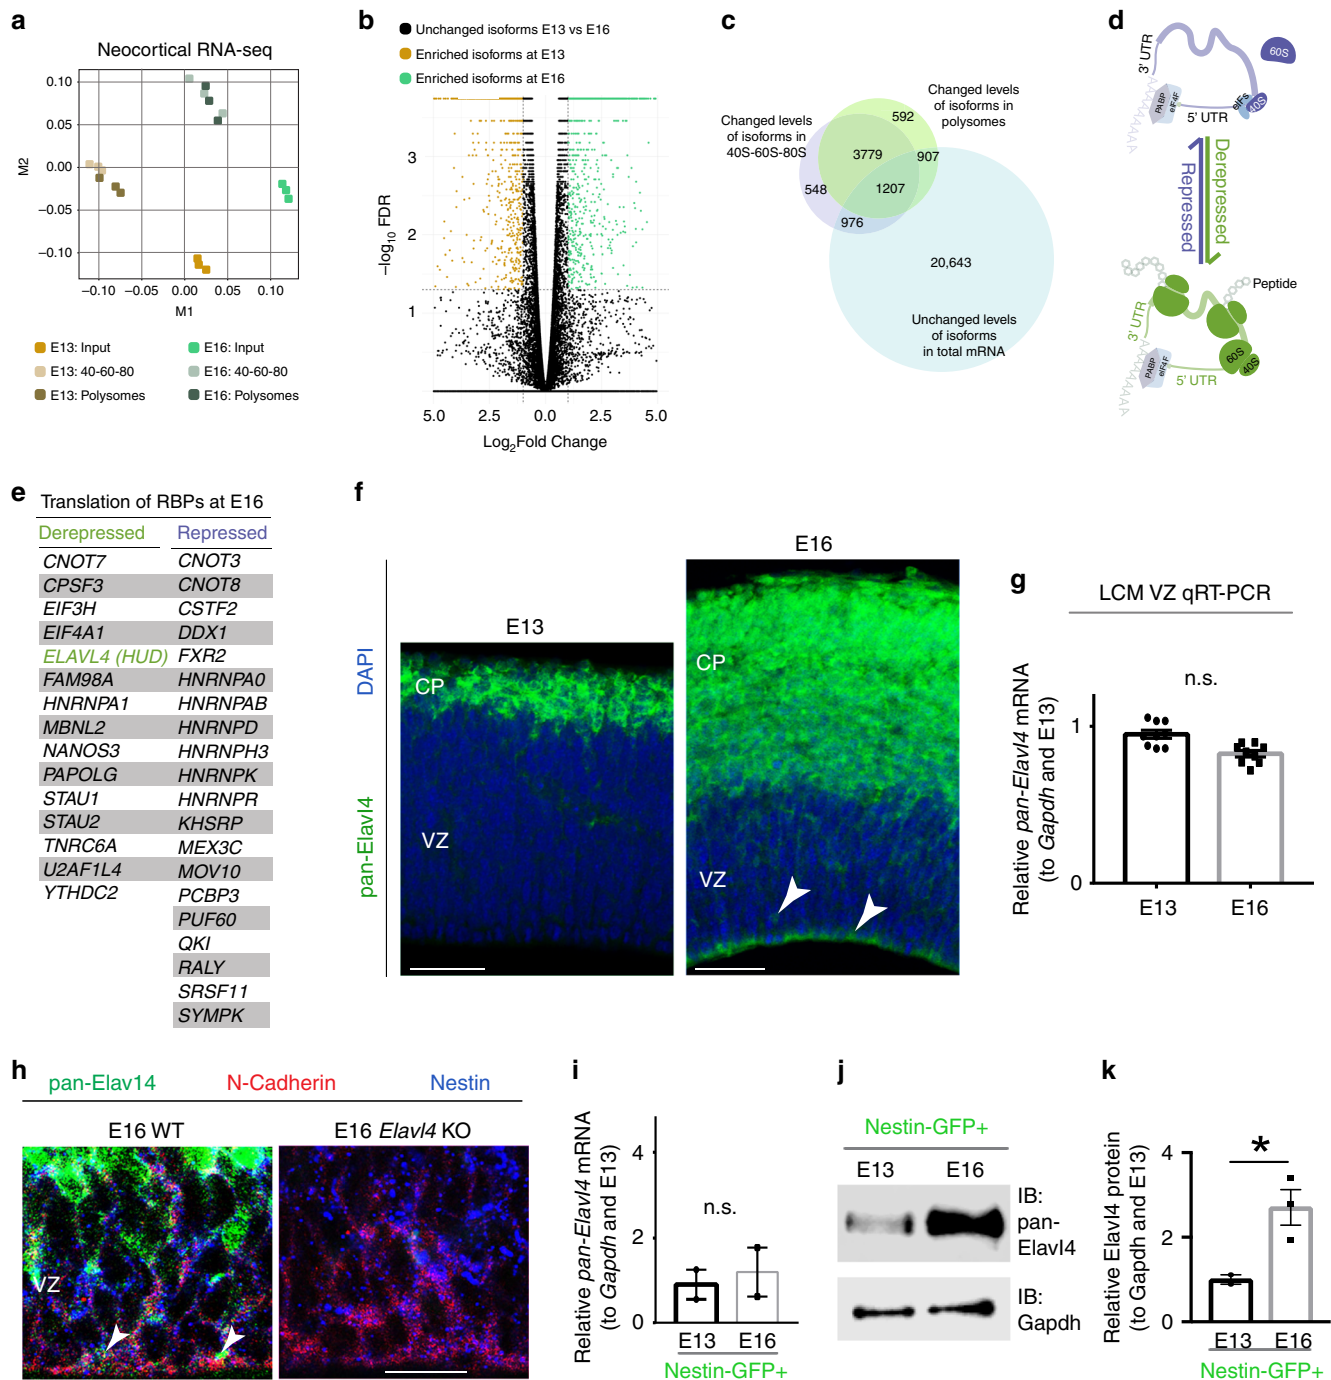 a
Neocortical RNA-seq
0.10
0.05
0.00
−0.05
−0.10
M2
−0.10 −0.05 0.00 0.05 0.10
M1
E13: Input
E13: 40-60-80
E13: Polysomes
E16: Input
E16: 40-60-80
E16: Polysomes
b
Unchanged isoforms E13 vs E16
Enriched isoforms at E13
Enriched isoforms at E16
3
2
1
−log10 FDR
5.0 2.5 0.0 2.5 5.0
Log2Fold Change
c
Changed levels
of isoforms in
polysomes
Changed levels
of isoforms in
40S-60S-80S
592
3779
907
548
1207
976
20,643
Unchanged levels
of isoforms
in total mRNA
d
3′ UTR
60S
AAAAAA
PABP
eIF4F
5′ UTR
eIFs
40S
Repressed
Derepressed
Peptide
3′ UTR
60S
40S
PABP
eIF4F
5′ UTR
AAAAAA
e
Translation of RBPs at E16
Derepressed Repressed
CNOT7 CNOT3
CPSF3 CNOT8
EIF3H CSTF2
EIF4A1 DDX1
ELAVL4 (HUD) FXR2
FAM98A HNRNPA0
HNRNPA1 HNRNPAB
MBNL2 HNRNPD
NANOS3 HNRNPH3
PAPOLG HNRNPK
STAU1 HNRNPR
STAU2 KHSRP
TNRC6A MEX3C
U2AF1L4 MOV10
YTHDC2 PCBP3
PUF60
QKI
RALY
SRSF11
SYMPK
f
pan-Elavl4 DAPI
E13
CP
VZ
E16
CP
VZ
g
LCM VZ qRT-PCR
n.s.
Relative pan-Elavl4 mRNA
(to Gapdh and E13)
1
0
E13 E16
h
pan-Elav14 N-Cadherin Nestin
E16 WT E16 Elavl4 KO
VZ
i
Relative pan-Elavl4 mRNA
(to Gapdh and E13)
4
2
0
n.s.
E13 E16
Nestin-GFP+
j
Nestin-GFP+
E13 E16
IB:
pan-
Elavl4
IB:
Gapdh
k
Relative Elavl4 protein
(to Gapdh and E13)
4
2
0
*
E13 E16
Nestin-GFP+